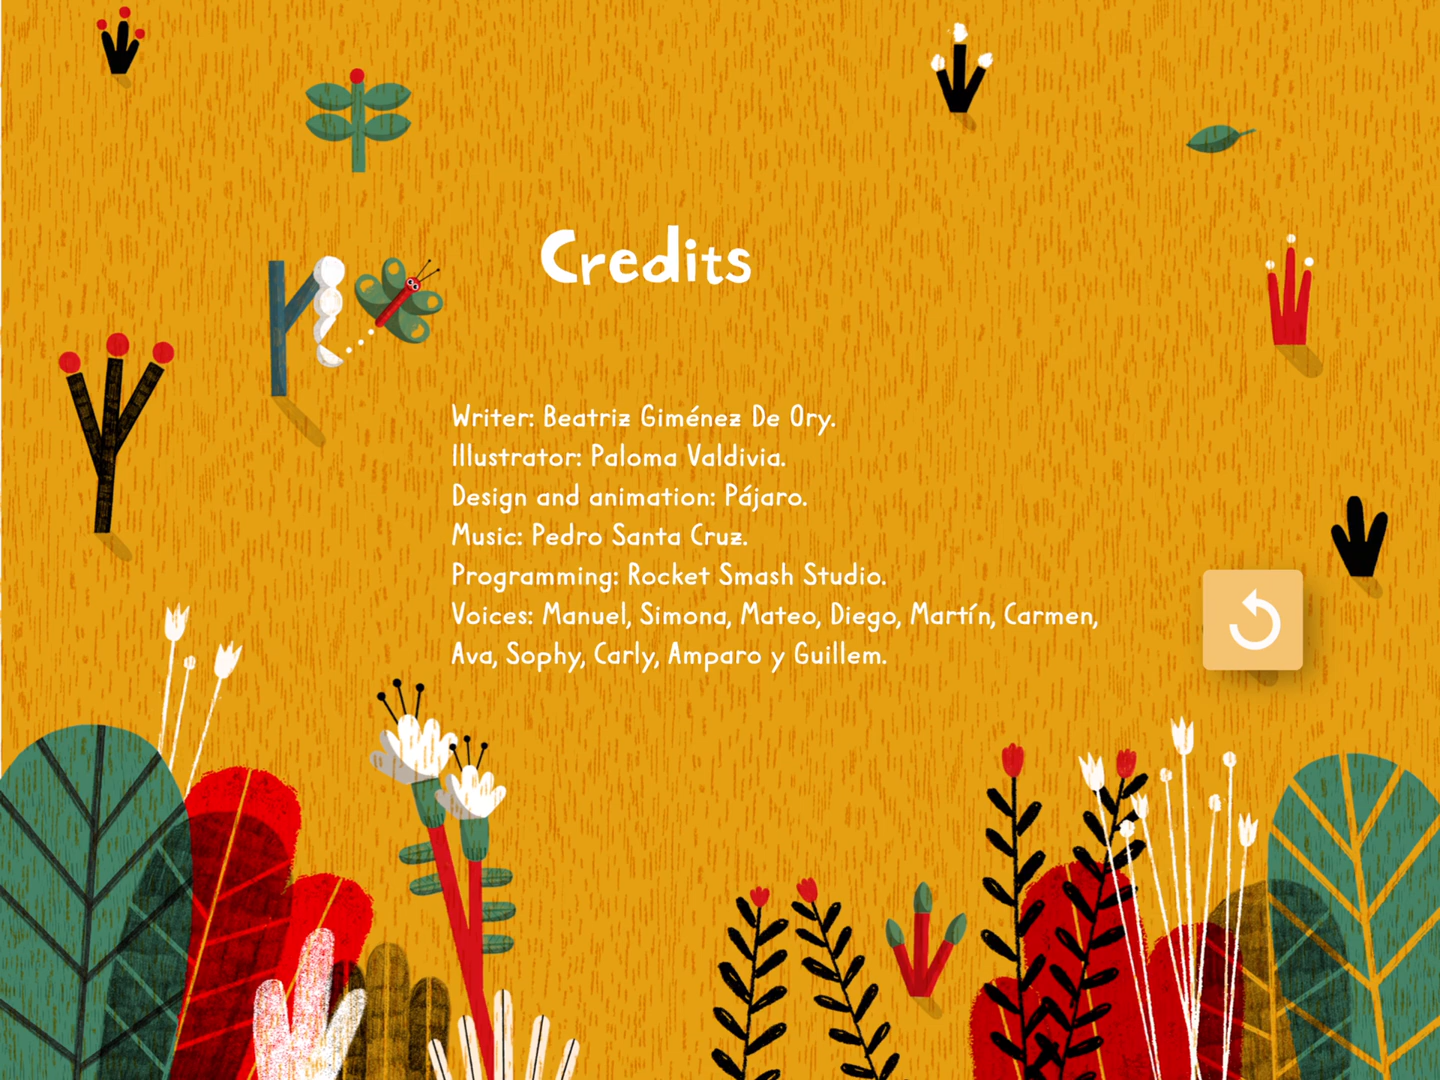 Credits
Writer: Beatriz Giménez De Ory.
Illustrator: Paloma Valdivia.
Design and animation: Pájaro.
Music: Pedro Santa Cruz.
Programming: Rocket Smash Studio.
Voices: Manuel, Simona, Mateo, Diego, Martín, Carmen,
Ava, Sophy, Carly, Amparo y Guillem.